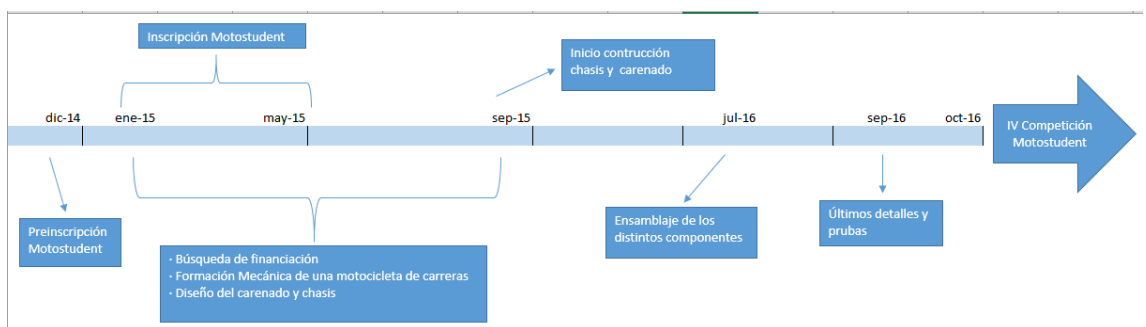 Inscripción Motostudent
Inicio contrucción
chasis y carenado
dic-14
ene-15
may-15
sep-15
jul-16
sep-16
oct-16
IV Competición
Motostudent
Preinscripción
Motostudent
- Búsqueda de financiación
- Formación Mecánica de una motocicleta de carreras
- Diseño del carenado y chasis
Ensamblaje de los
distintos componentes
Últimos detalles y
prubas